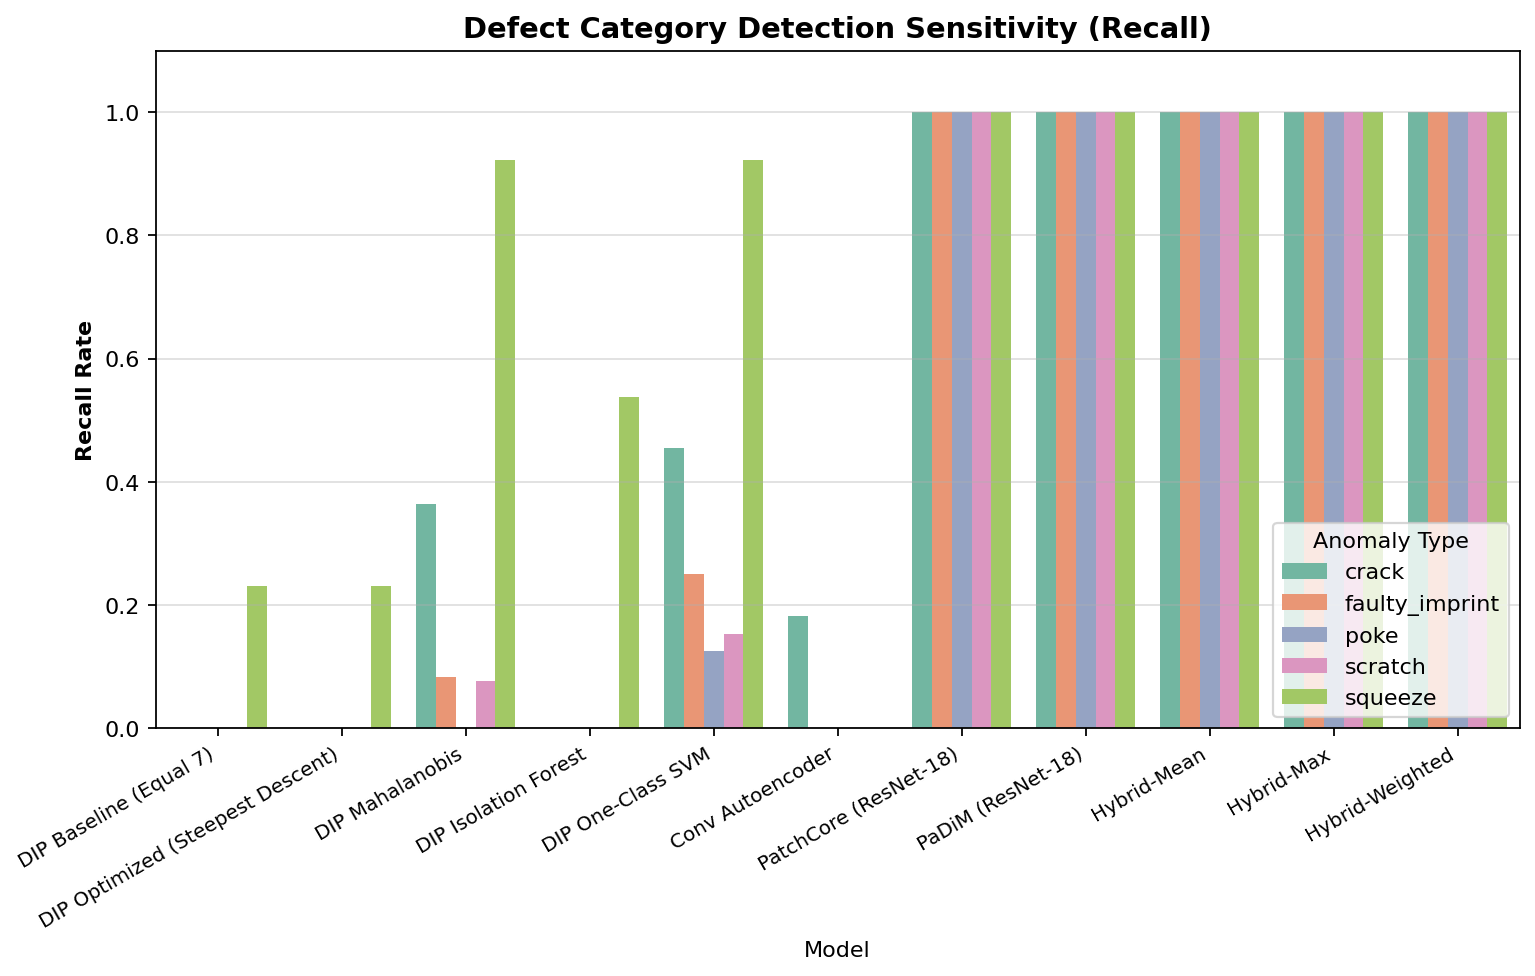 Defect Category Detection Sensitivity (Recall)
Recall Rate
1.0
0.8
0.6
0.4
0.2
0.0
Anomaly Type
crack
faulty_imprint
poke
scratch
squeeze
DIP Baseline (Equal 7)
DIP Optimized (Steepest Descent)
DIP Mahalanobis
DIP Isolation Forest
DIP One-Class SVM
Conv Autoencoder
PatchCore (ResNet-18)
PaDiM (ResNet-18)
Hybrid-Mean
Hybrid-Max
Hybrid-Weighted
Model